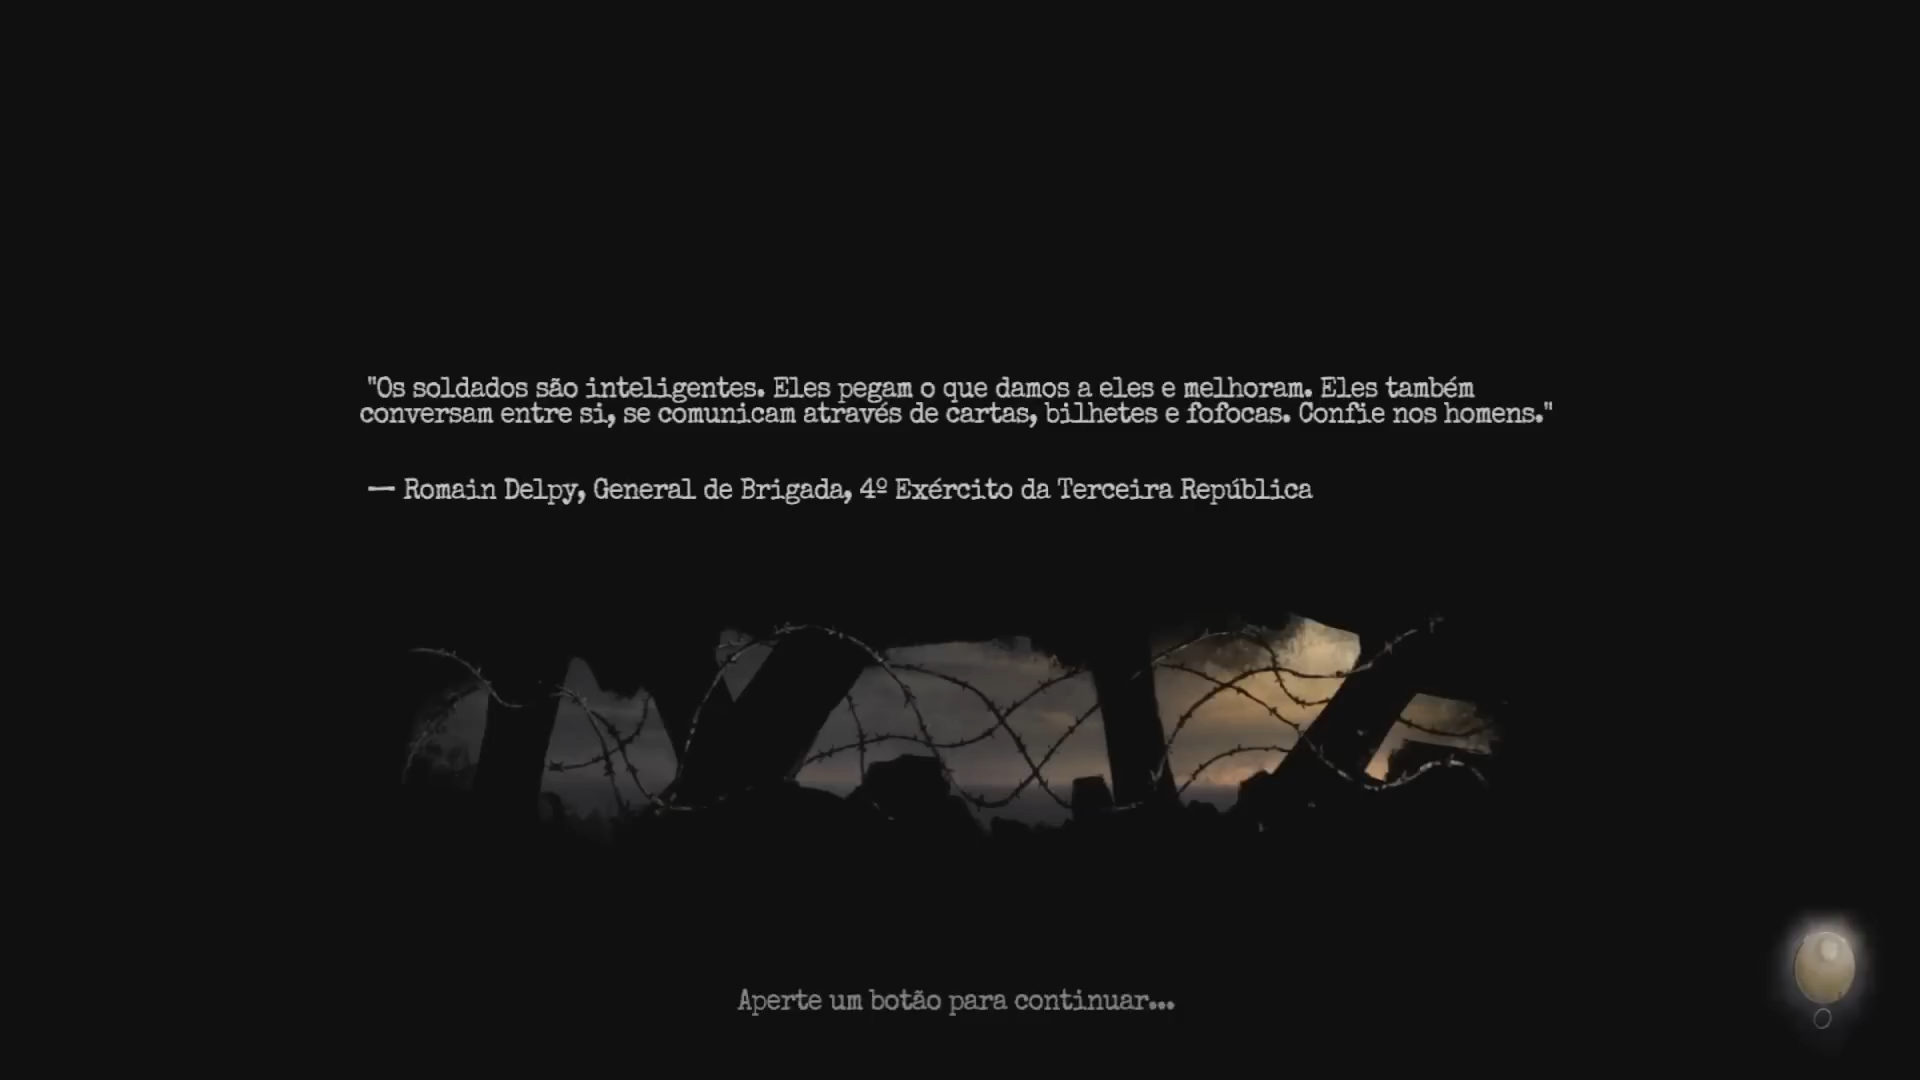 "Os soldados são inteligentes. Eles pegam o que damos a eles e melhoram. Eles também
conversam entre si, se comunicam através de cartas, bilhetes e fofocas. Confie nos homens."
— Romain Delpy, General de Brigada, 4º Exército da Terceira República
Aperte um botão para continuar...